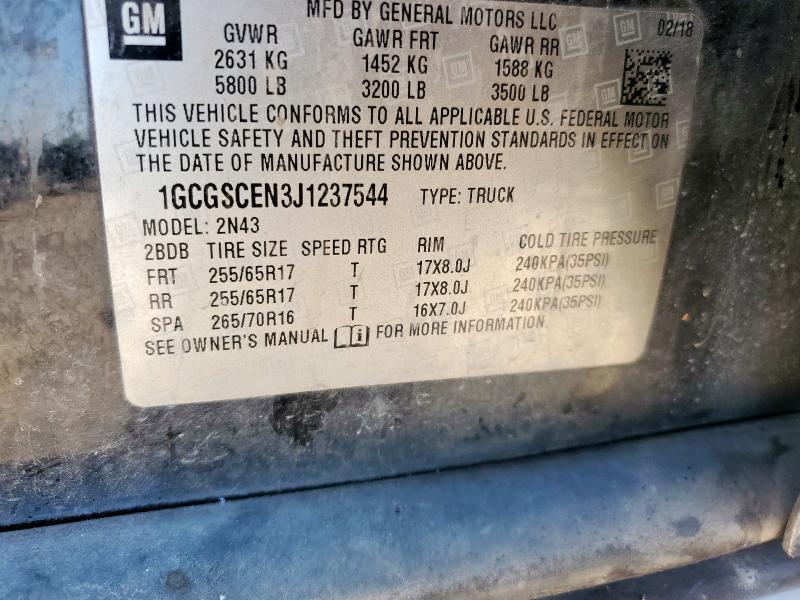 GM
MFD BY GENERAL MOTORS LLC
02/18
GVWR GAWR FRT GAWR RR
2631 KG 1452 KG 1588 KG
5800 LB 3200 LB 3500 LB
THIS VEHICLE CONFORMS TO ALL APPLICABLE U.S. FEDERAL MOTOR
VEHICLE SAFETY AND THEFT PREVENTION STANDARDS IN EFFECT ON
THE DATE OF MANUFACTURE SHOWN ABOVE.
1GCGSCEN3J1237544 TYPE: TRUCK
MODEL: 2N43
2BDB TIRE SIZE SPEED RTG RIM COLD TIRE PRESSURE
FRT 255/65R17 T 17X8.0J 240KPA(35PSI)
RR 255/65R17 T 17X8.0J 240KPA(35PSI)
SPA 265/70R16 T 16X7.0J 240KPA(35PSI)
SEE OWNER'S MANUAL FOR MORE INFORMATION.